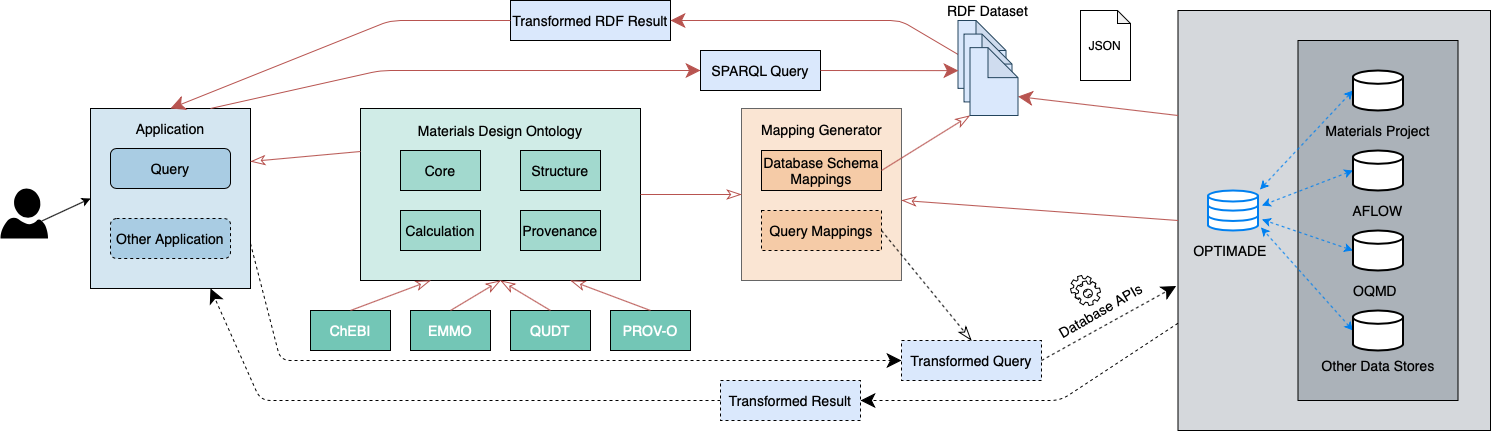 Transformed RDF Result
RDF Dataset
SPARQL Query
JSON
Application
Query
Other Application
Materials Design Ontology
Core
Structure
Calculation
Provenance
Mapping Generator
Database Schema
Mappings
Query Mappings
ChEBI
EMMO
QUDT
PROV-O
Transformed Query
Transformed Result
Database APIs
OPTIMADE
Materials Project
AFLOW
OQMD
Other Data Stores